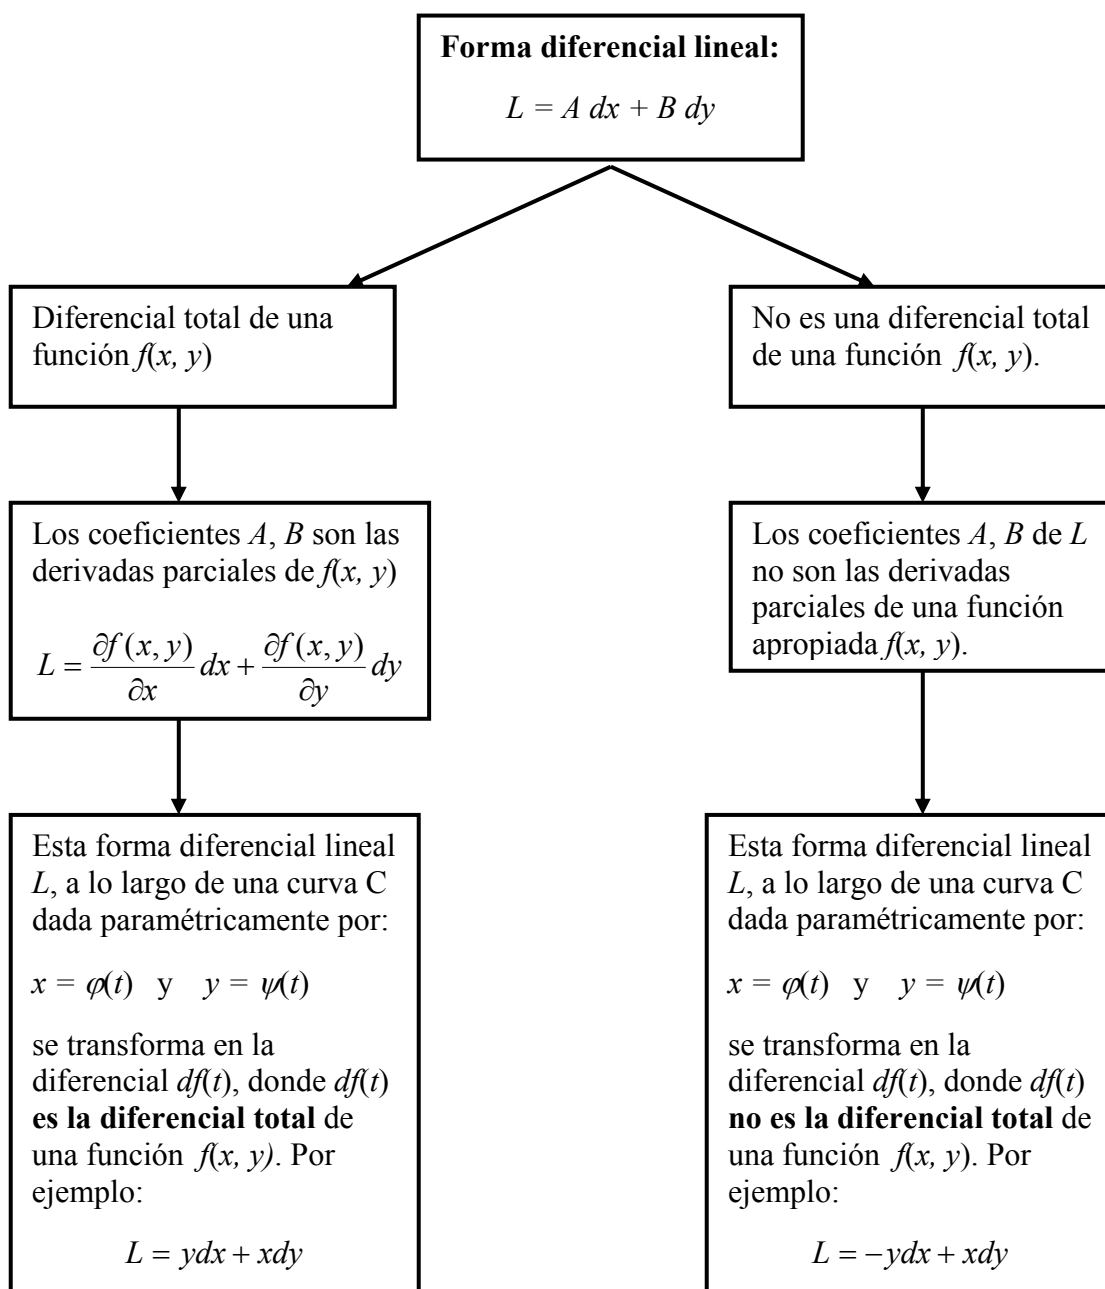 Forma diferencial lineal:
L = A dx + B dy
Diferencial total de una
función f(x, y)
Los coeficientes A, B son las
derivadas parciales de f(x, y)
L = ∂f(x, y)/∂x dx + ∂f(x, y)/∂y dy
Esta forma diferencial lineal
L, a lo largo de una curva C
dada paramétricamente por:
x = φ(t) y y = ψ(t)
se transforma en la
diferencial df(t), donde df(t)
es la diferencial total de
una función f(x, y). Por
ejemplo:
L = ydx + xdy
No es una diferencial total
de una función f(x, y).
Los coeficientes A, B de L
no son las derivadas
parciales de una función
apropiada f(x, y).
Esta forma diferencial lineal
L, a lo largo de una curva C
dada paramétricamente por:
x = φ(t) y y = ψ(t)
se transforma en la
diferencial df(t), donde df(t)
no es la diferencial total de
una función f(x, y). Por
ejemplo:
L = −ydx + xdy